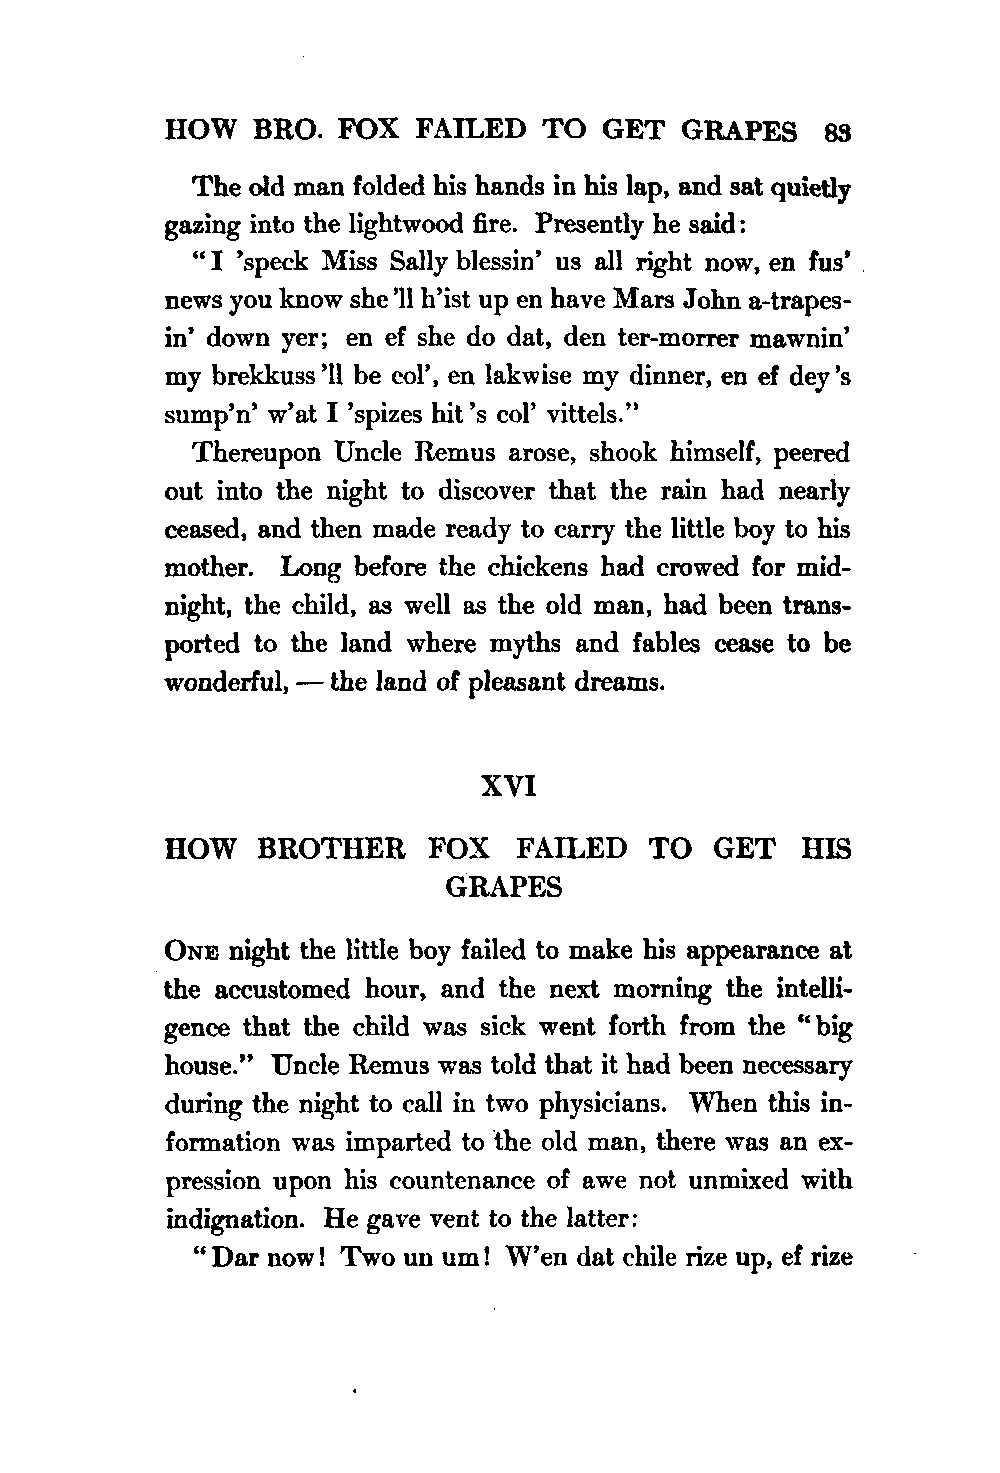 HOW BRO. FOX FAILED TO GET GRAPES 83
The old man folded his hands in his lap, and sat quietly
gazing into the lightwood fire. Presently he said:
"I 'speck Miss Sally blessin' us all right now, en fus'
news you know she 'll h'ist up en have Mars John a-trapes-
in' down yer; en ef she do dat, den ter-morrer mawnin'
my brekkuss 'll be col', en lakwise my dinner, en ef dey 's
sump'n' w'at I 'spizes hit 's col' vittels."
Thereupon Uncle Remus arose, shook himself, peered
out into the night to discover that the rain had nearly
ceased, and then made ready to carry the little boy to his
mother. Long before the chickens had crowed for mid-
night, the child, as well as the old man, had been trans-
ported to the land where myths and fables cease to be
wonderful, — the land of pleasant dreams.
XVI
HOW BROTHER FOX FAILED TO GET HIS
GRAPES
ONE night the little boy failed to make his appearance at
the accustomed hour, and the next morning the intelli-
gence that the child was sick went forth from the "big
house." Uncle Remus was told that it had been necessary
during the night to call in two physicians. When this in-
formation was imparted to the old man, there was an ex-
pression upon his countenance of awe not unmixed with
indignation. He gave vent to the latter:
"Dar now! Two un um! W'en dat chile rize up, ef rize